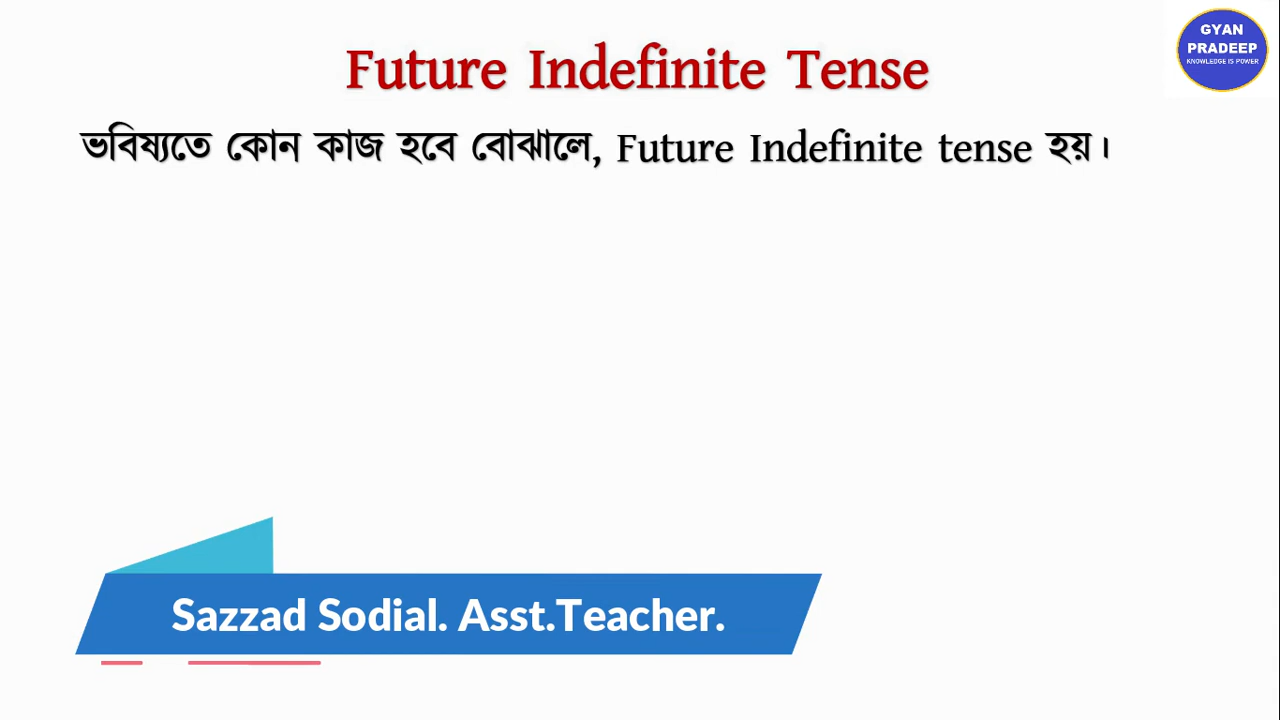 Future Indefinite Tense
GYAN
PRADEEP
KNOWLEDGE IS POWER
ভবিষ্যতে কোন কাজ হবে বোঝালে, Future Indefinite tense হয়।
Sazzad Sodial. Asst.Teacher.